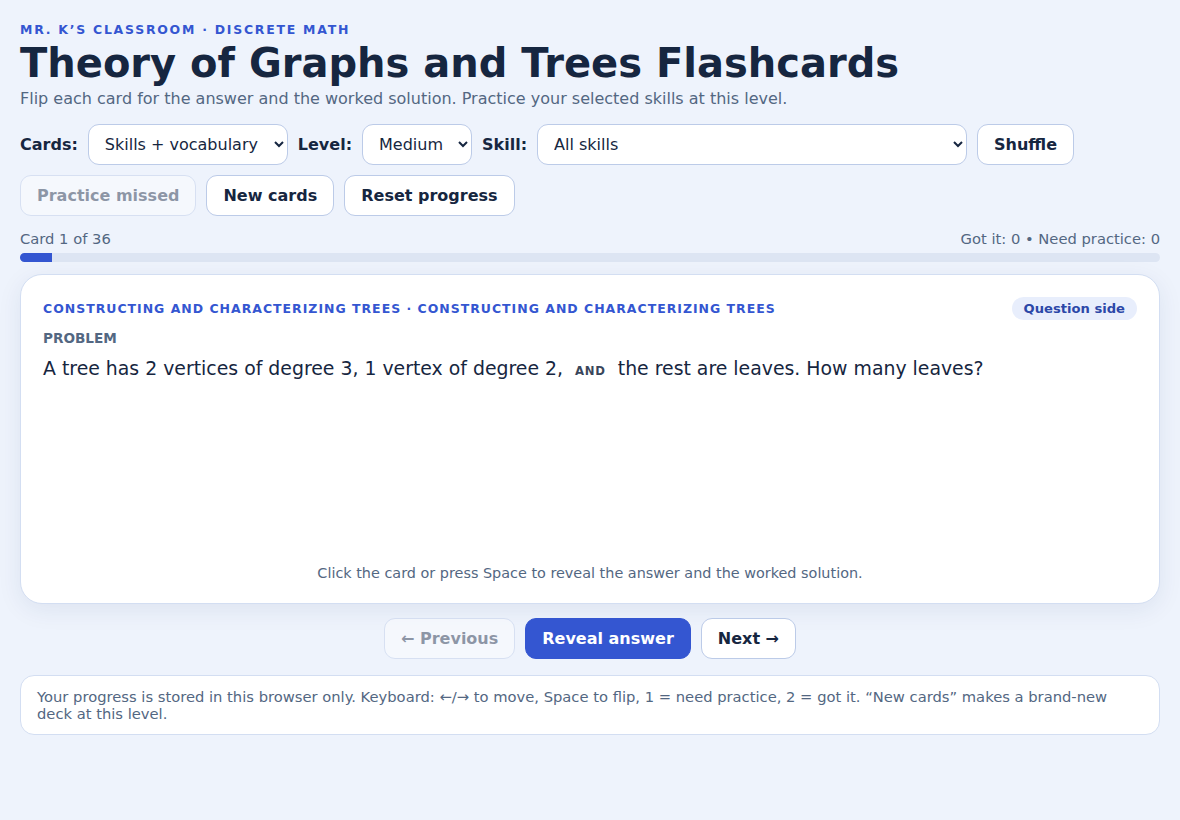 MR. K’S CLASSROOM · DISCRETE MATH
Theory of Graphs and Trees Flashcards
Flip each card for the answer and the worked solution. Practice your selected skills at this level.
Cards: Skills + vocabulary Level: Medium Skill: All skills Shuffle
Practice missed New cards Reset progress
Card 1 of 36 Got it: 0 • Need practice: 0
CONSTRUCTING AND CHARACTERIZING TREES · CONSTRUCTING AND CHARACTERIZING TREES Question side
PROBLEM
A tree has 2 vertices of degree 3, 1 vertex of degree 2, AND the rest are leaves. How many leaves?
Click the card or press Space to reveal the answer and the worked solution.
← Previous Reveal answer Next →
Your progress is stored in this browser only. Keyboard: ←/→ to move, Space to flip, 1 = need practice, 2 = got it. “New cards” makes a brand-new
deck at this level.